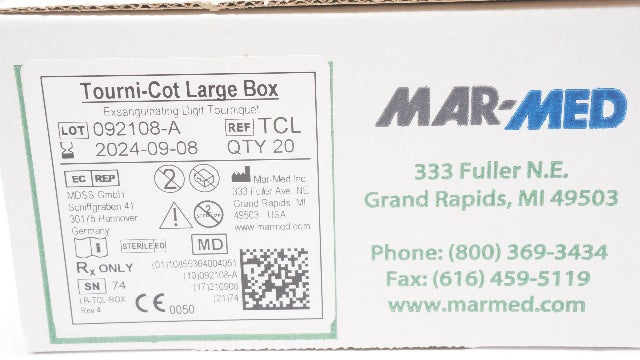 Tourni-Cot Large Box
Exsanguinating Digit Tourniquet
LOT 092108-A REF TCL
2024-09-08 QTY 20
EC REP
MDSS GmbH
Schiffgraben 41
30175 Hannover
Germany
2
Mar-Med Inc.
333 Fuller Ave. NE
Grand Rapids, MI
49503 USA
www.marmed.com
STERILE EO
MD
Rx ONLY
SN 74
LB-TCL-BOX
Rev 4
CE 0050
(01)10855364004051
(10)092108-A
(17)210908
(21)74
MAR-MED
333 Fuller N.E.
Grand Rapids, MI 49503
Phone: (800) 369-3434
Fax: (616) 459-5119
www.marmed.com